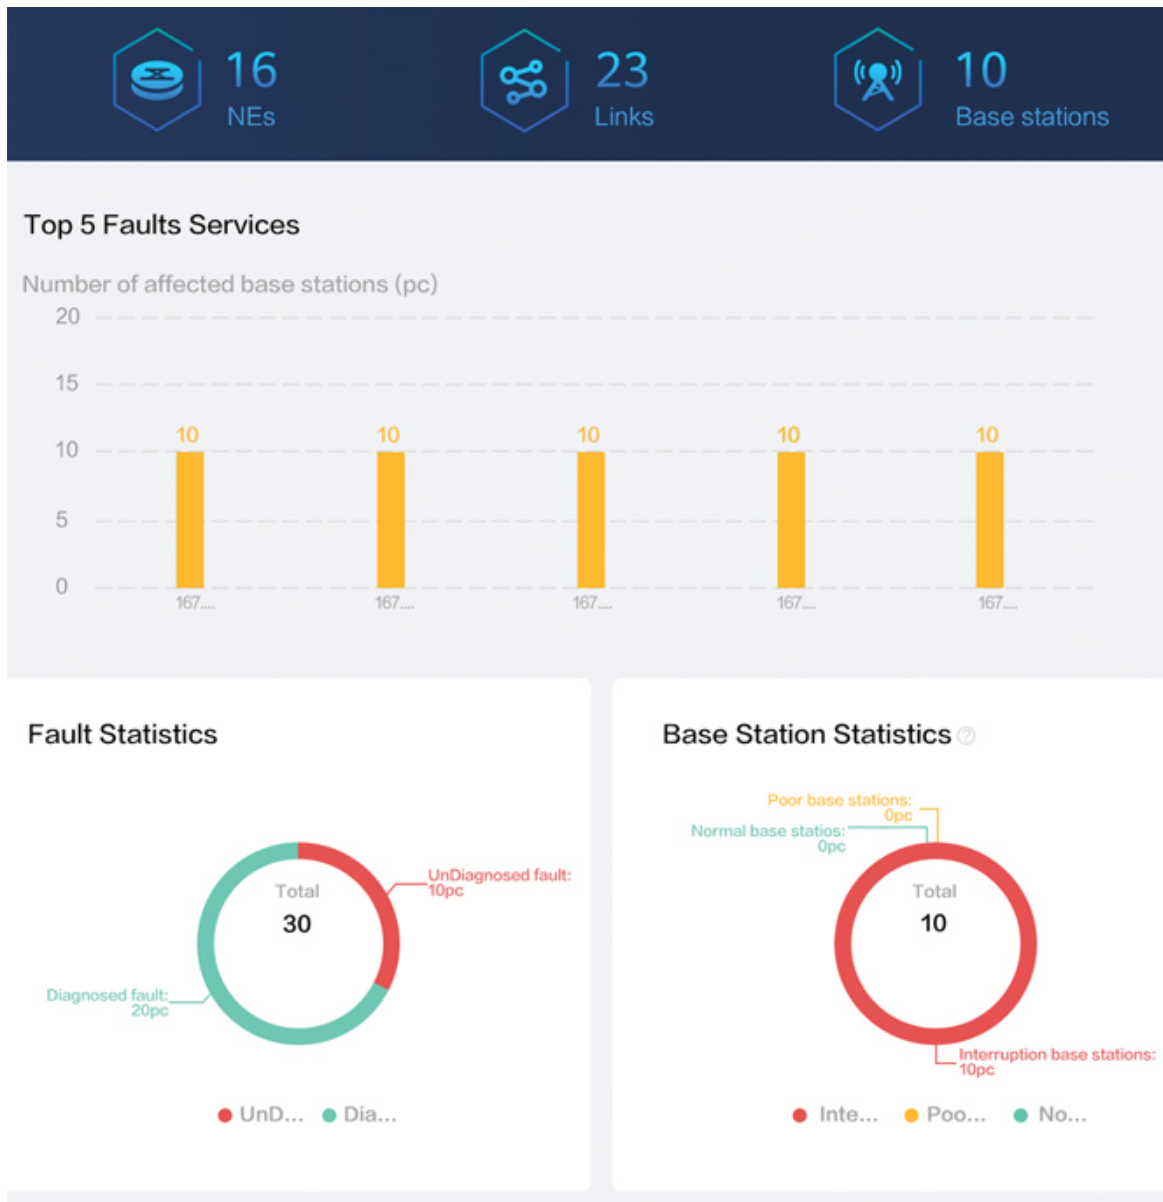 16
NEs
23
Links
10
Base stations
Top 5 Faults Services
Number of affected base stations (pc)
20
15
10
5
0
10
10
10
10
10
167....
167....
167....
167....
167....
Fault Statistics
UnDiagnosed fault:
10pc
Total
30
Diagnosed fault:
20pc
UnD...
Dia...
Base Station Statistics
Poor base stations:
0pc
Normal base statios:
0pc
Total
10
Interruption base stations:
10pc
Inte...
Poo...
No...